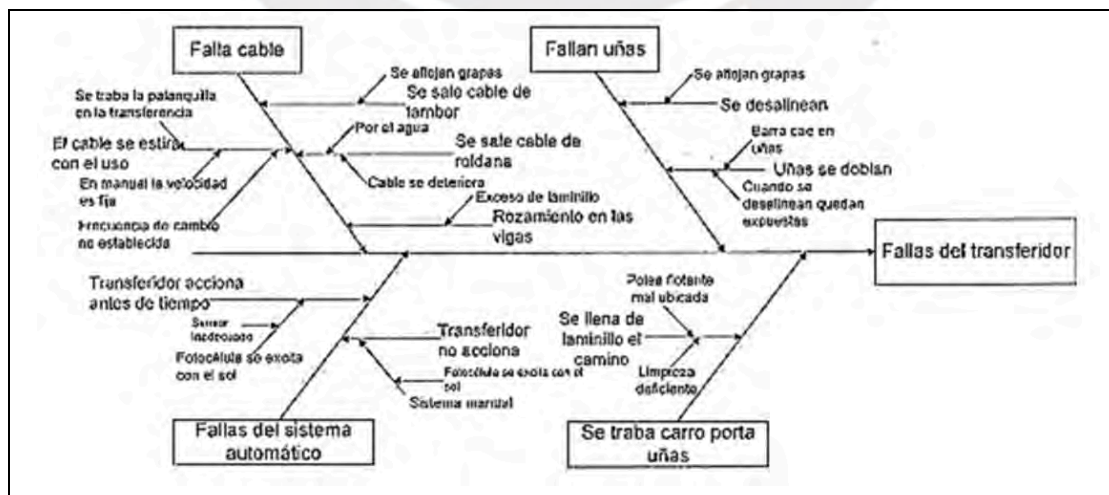 Falla cable
Fallan uñas
Se aflojan grapas
Se sale cable de
tambor
Se traba la palanquilla
en la transferencia
Por el agua
El cable se estira
con el uso
Se sale cable de
roldana
En manual la velocidad
es fija
Cable se deteriora
Exceso de laminillo
Rozamiento en las
vigas
Frecuencia de cambio
no establecida
Se aflojan grapas
Se desalinean
Barra cae en
uñas
Uñas se doblan
Cuando se
desalinean quedan
expuestas
Fallas del transferidor
Transferidor acciona
antes de tiempo
Sensor
inadecuado
Fotocélula se excita
con el sol
Transferidor
no acciona
Fotocélula se excita con el
sol
Sistema manual
Polea flotante
mal ubicada
Se llena de
laminillo el
camino
Limpieza
deficiente
Fallas del sistema
automático
Se traba carro porta
uñas